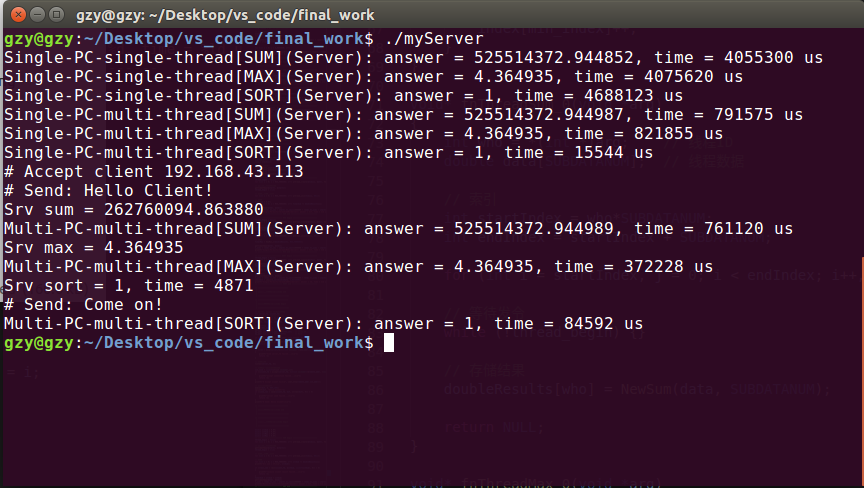 gzy@gzy: ~/Desktop/vs_code/final_work
gzy@gzy:~/Desktop/vs_code/final_work$ ./myServer
Single-PC-single-thread[SUM](Server): answer = 525514372.944852, time = 4055300 us
Single-PC-single-thread[MAX](Server): answer = 4.364935, time = 4075620 us
Single-PC-single-thread[SORT](Server): answer = 1, time = 4688123 us
Single-PC-multi-thread[SUM](Server): answer = 525514372.944987, time = 791575 us
Single-PC-multi-thread[MAX](Server): answer = 4.364935, time = 821855 us
Single-PC-multi-thread[SORT](Server): answer = 1, time = 15544 us
# Accept client 192.168.43.113
# Send: Hello Client!
Srv sum = 262760094.863880
Multi-PC-multi-thread[SUM](Server): answer = 525514372.944989, time = 761120 us
Srv max = 4.364935
Multi-PC-multi-thread[MAX](Server): answer = 4.364935, time = 372228 us
Srv sort = 1, time = 4871
# Send: Come on!
Multi-PC-multi-thread[SORT](Server): answer = 1, time = 84592 us
gzy@gzy:~/Desktop/vs_code/final_work$